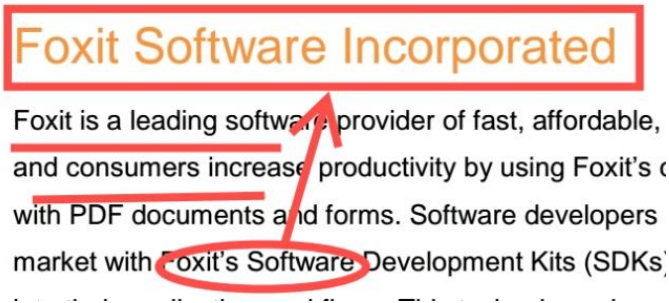 Foxit Software Incorporated
Foxit is a leading software provider of fast, affordable,
and consumers increase productivity by using Foxit's
with PDF documents and forms. Software developers
market with Foxit's Software Development Kits (SDKs)